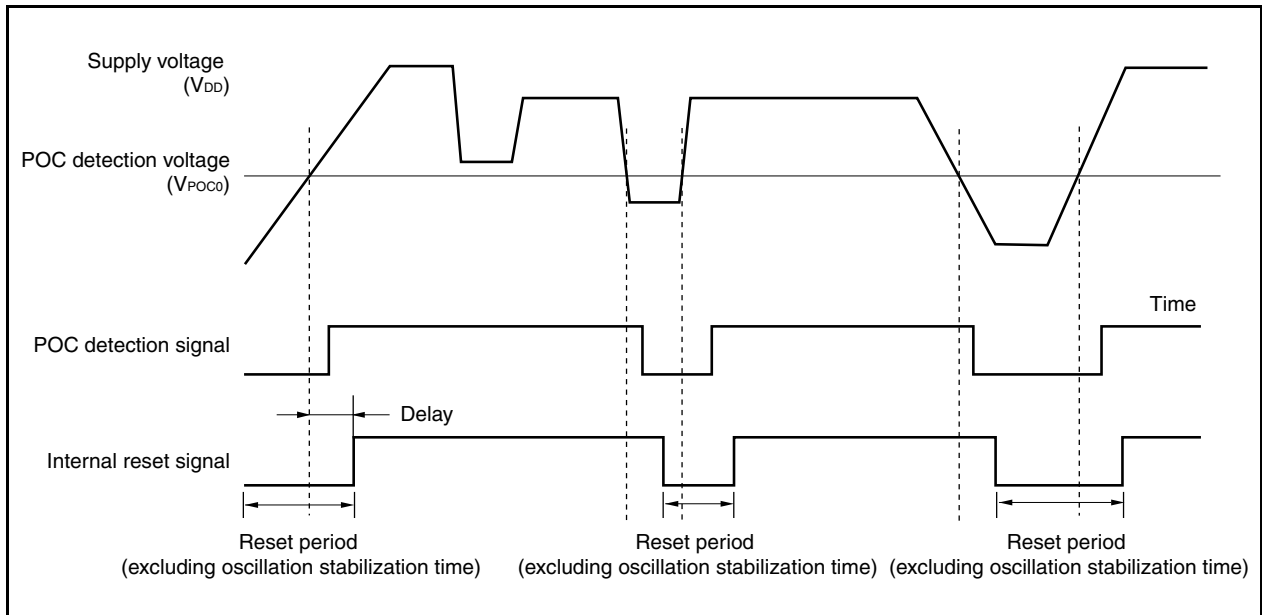 Supply voltage
(VDD)
POC detection voltage
(VPOC0)
Time
POC detection signal
Delay
Internal reset signal
Reset period
(excluding oscillation stabilization time)
Reset period
(excluding oscillation stabilization time)
Reset period
(excluding oscillation stabilization time)